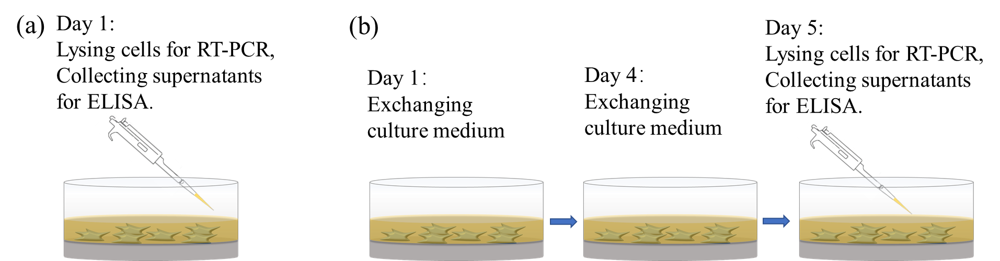 (a)
Day 1:
Lysing cells for RT-PCR,
Collecting supernatants
for ELISA.
(b)
Day 1：
Exchanging
culture medium
Day 4：
Exchanging
culture medium
Day 5:
Lysing cells for RT-PCR,
Collecting supernatants
for ELISA.